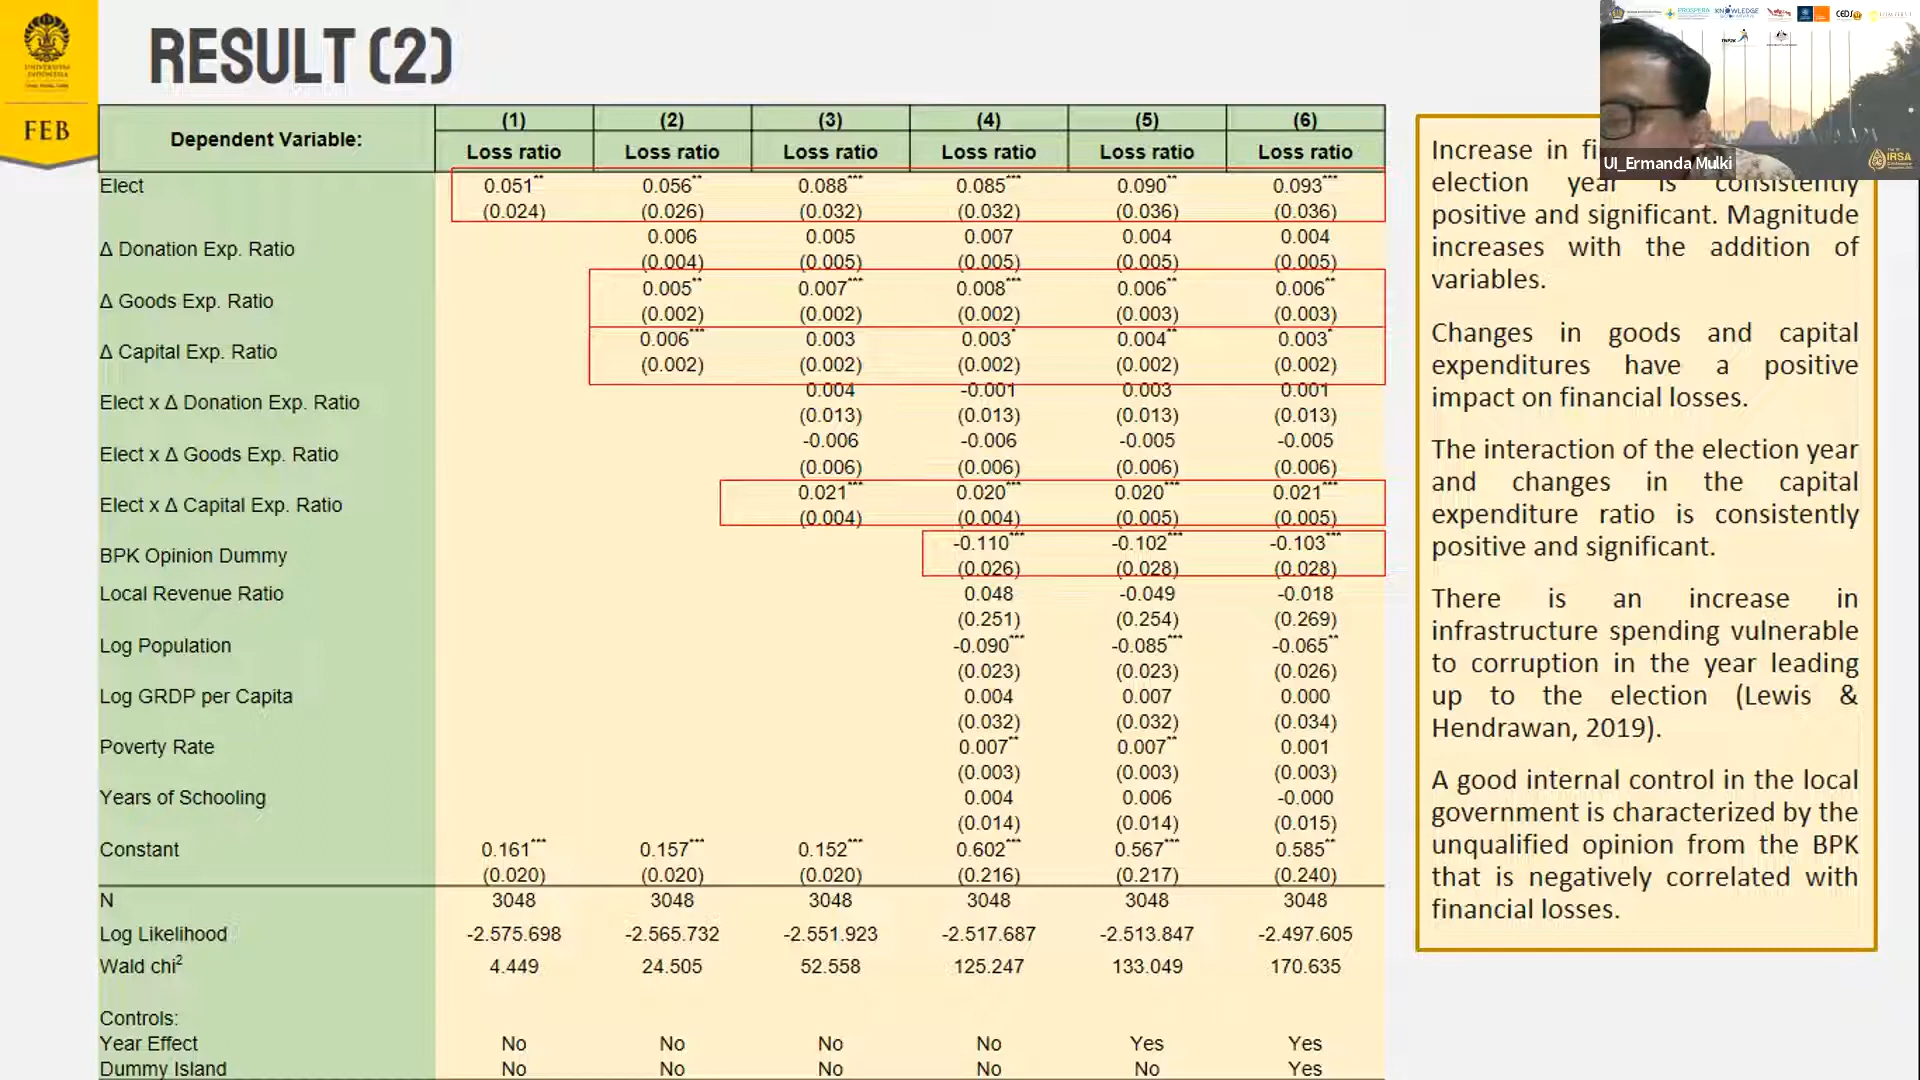 UNIVERSITAS
INDONESIA
FEB
RESULT (2)
Dependent Variable: (1) (2) (3) (4) (5) (6)
Loss ratio Loss ratio Loss ratio Loss ratio Loss ratio Loss ratio
Elect 0.051** 0.056** 0.088*** 0.085*** 0.090** 0.093***
(0.024) (0.026) (0.032) (0.032) (0.036) (0.036)
Δ Donation Exp. Ratio 0.006 0.005 0.007 0.004 0.004
(0.004) (0.005) (0.005) (0.005) (0.005)
Δ Goods Exp. Ratio 0.005** 0.007*** 0.008*** 0.006** 0.006**
(0.002) (0.002) (0.002) (0.003) (0.003)
Δ Capital Exp. Ratio 0.006*** 0.003 0.003* 0.004** 0.003*
(0.002) (0.002) (0.002) (0.002) (0.002)
Elect x Δ Donation Exp. Ratio 0.004 -0.001 0.003 0.001
(0.013) (0.013) (0.013) (0.013)
Elect x Δ Goods Exp. Ratio -0.006 -0.006 -0.005 -0.005
(0.006) (0.006) (0.006) (0.006)
Elect x Δ Capital Exp. Ratio 0.021*** 0.020*** 0.020*** 0.021***
(0.004) (0.004) (0.005) (0.005)
BPK Opinion Dummy -0.110*** -0.102*** -0.103***
(0.026) (0.028) (0.028)
Local Revenue Ratio 0.048 -0.049 -0.018
(0.251) (0.254) (0.269)
Log Population -0.090*** -0.085*** -0.065**
(0.023) (0.023) (0.026)
Log GRDP per Capita 0.004 0.007 0.000
(0.032) (0.032) (0.034)
Poverty Rate 0.007** 0.007** 0.001
(0.003) (0.003) (0.003)
Years of Schooling 0.004 0.006 -0.000
(0.014) (0.014) (0.015)
Constant 0.161*** 0.157*** 0.152*** 0.602*** 0.567*** 0.585**
(0.020) (0.020) (0.020) (0.216) (0.217) (0.240)
N 3048 3048 3048 3048 3048 3048
Log Likelihood -2.575.698 -2.565.732 -2.551.923 -2.517.687 -2.513.847 -2.497.605
Wald chi² 4.449 24.505 52.558 125.247 133.049 170.635
Controls:
Year Effect No No No No Yes Yes
Dummy Island No No No No No Yes
Increase in
election year is consistently
positive and significant. Magnitude
increases with the addition of
variables.
Changes in goods and capital
expenditures have a positive
impact on financial losses.
The interaction of the election year
and changes in the capital
expenditure ratio is consistently
positive and significant.
There is an increase in
infrastructure spending vulnerable
to corruption in the year leading
up to the election (Lewis &
Hendrawan, 2019).
A good internal control in the local
government is characterized by the
unqualified opinion from the BPK
that is negatively correlated with
financial losses.
PROSPERA
KNOWLEDGE
CEDS
IRSA
UI_Ermanda Mulki